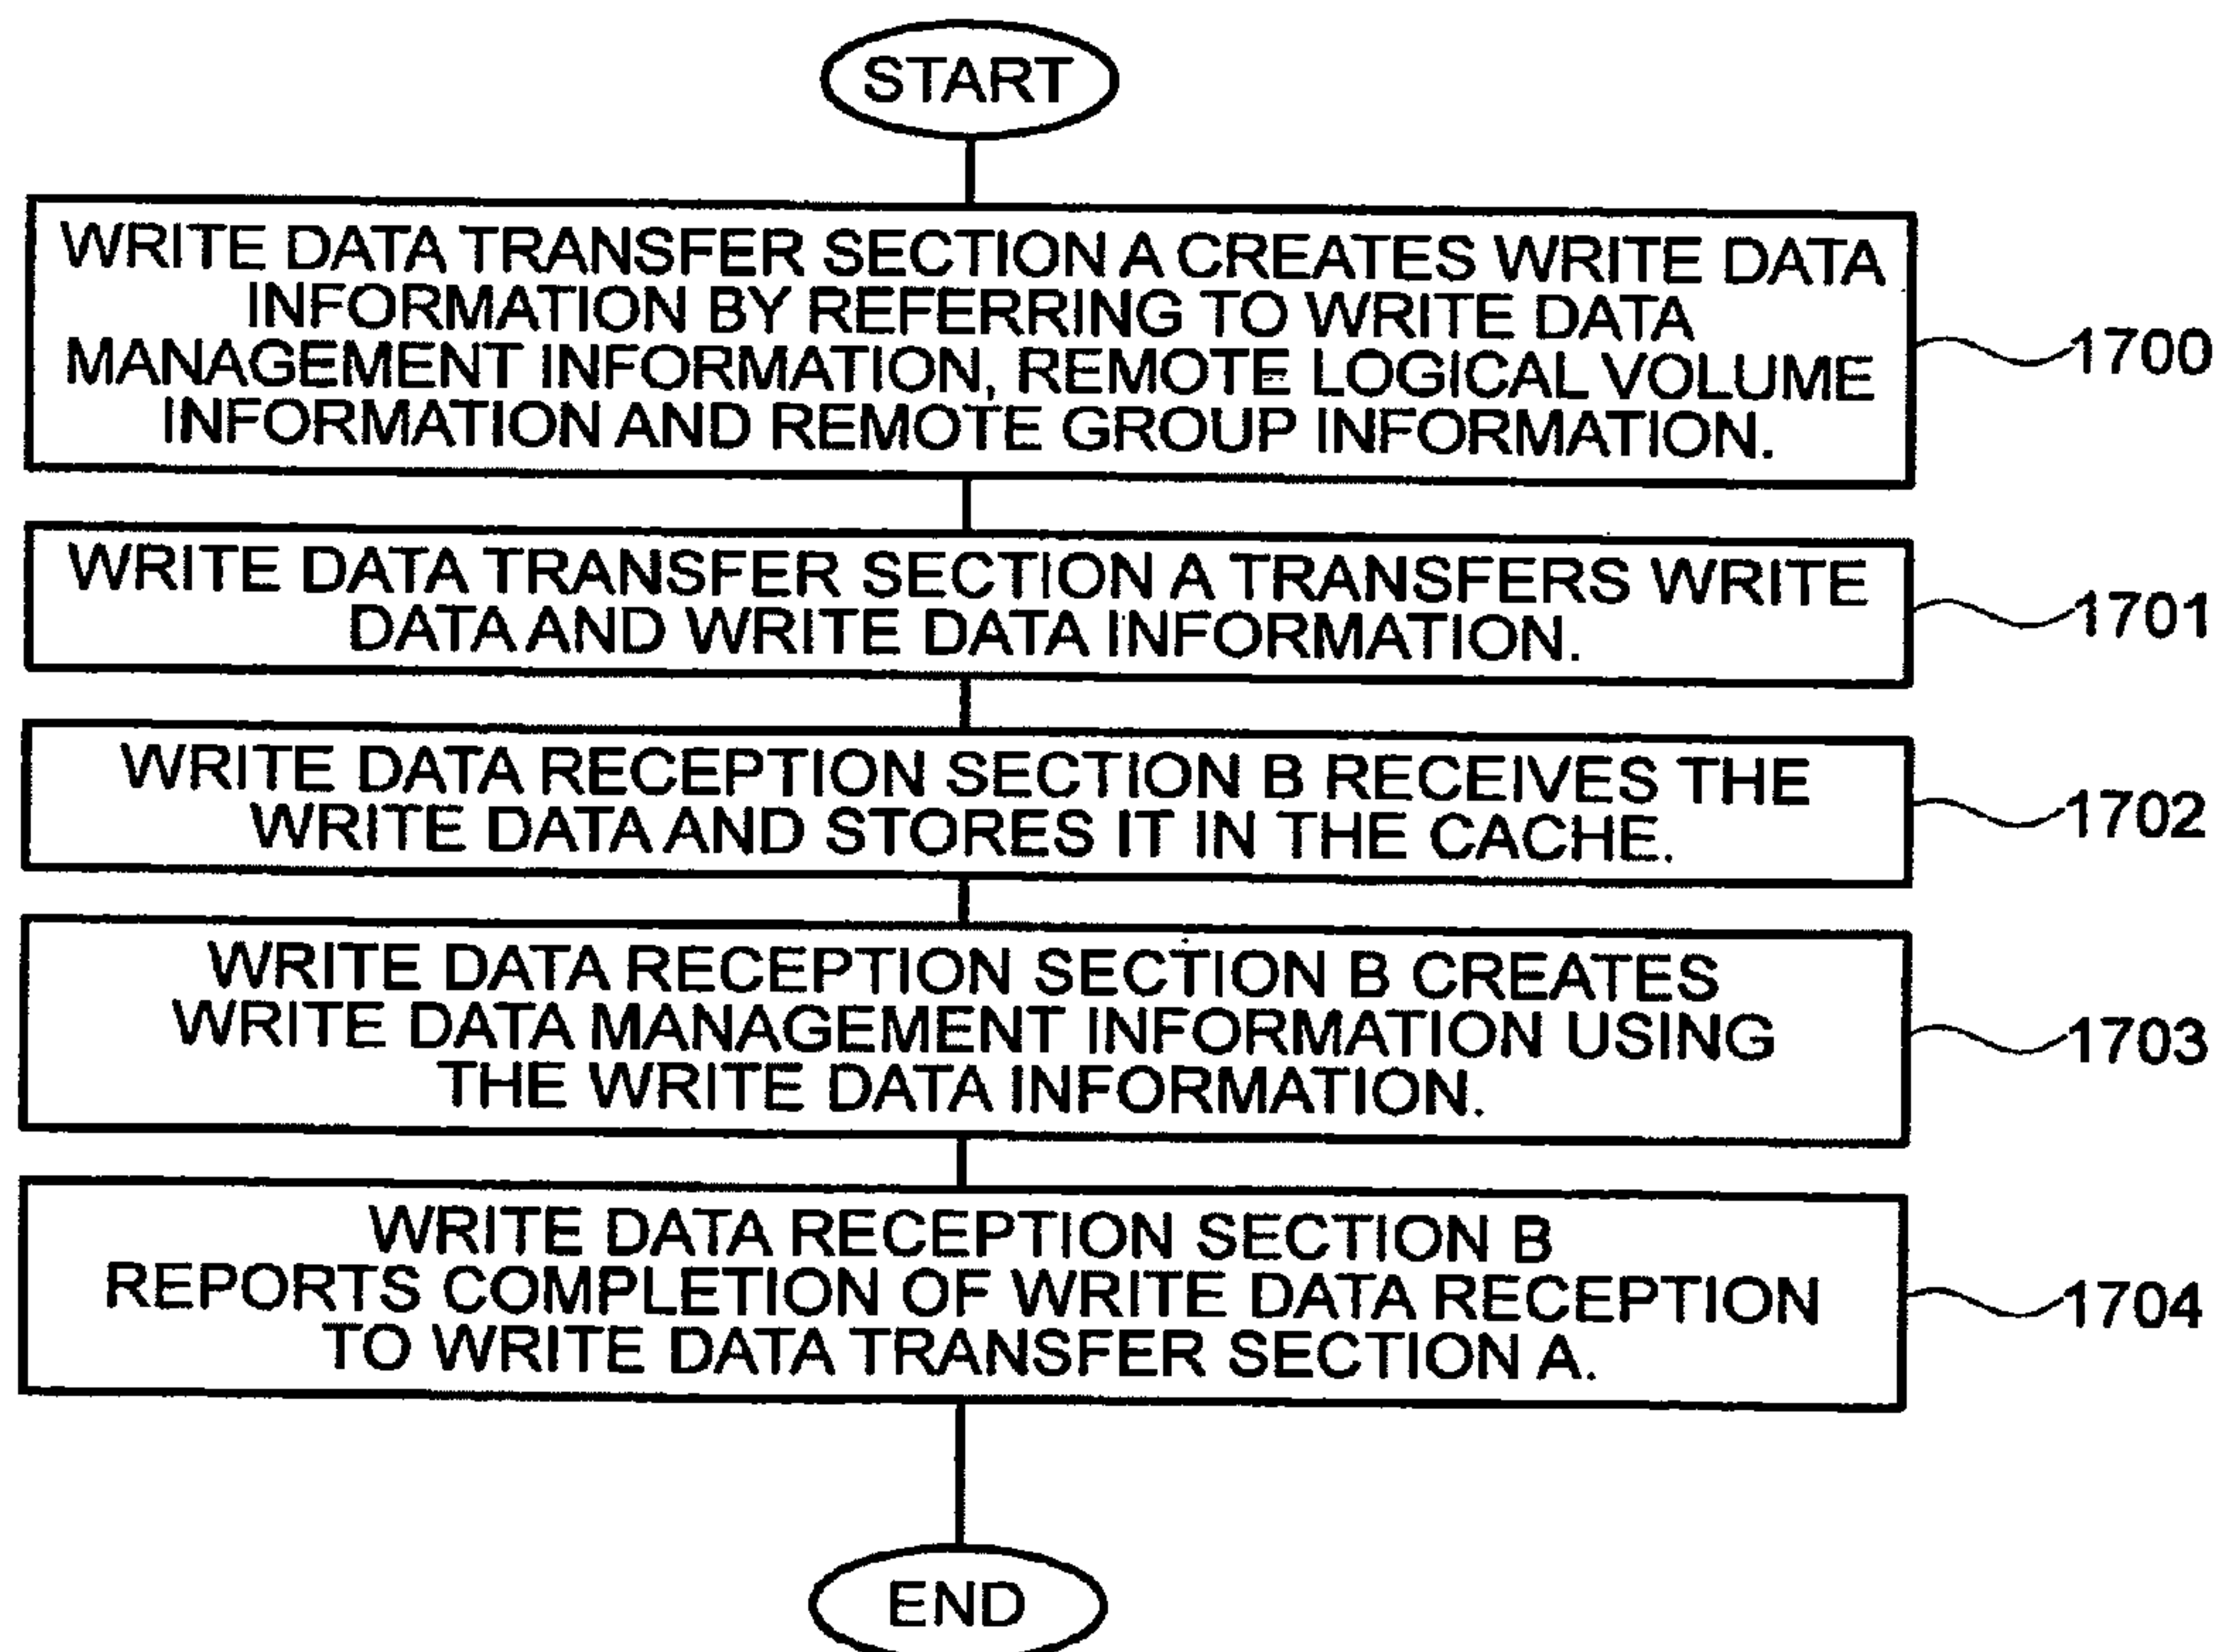 START
WRITE DATA TRANSFER SECTION A CREATES WRITE DATA
INFORMATION BY REFERRING TO WRITE DATA
MANAGEMENT INFORMATION, REMOTE LOGICAL VOLUME
INFORMATION AND REMOTE GROUP INFORMATION.
1700
WRITE DATA TRANSFER SECTION A TRANSFERS WRITE
DATA AND WRITE DATA INFORMATION.
1701
WRITE DATA RECEPTION SECTION B RECEIVES THE
WRITE DATA AND STORES IT IN THE CACHE.
1702
WRITE DATA RECEPTION SECTION B CREATES
WRITE DATA MANAGEMENT INFORMATION USING
THE WRITE DATA INFORMATION.
1703
WRITE DATA RECEPTION SECTION B
REPORTS COMPLETION OF WRITE DATA RECEPTION
TO WRITE DATA TRANSFER SECTION A.
1704
END